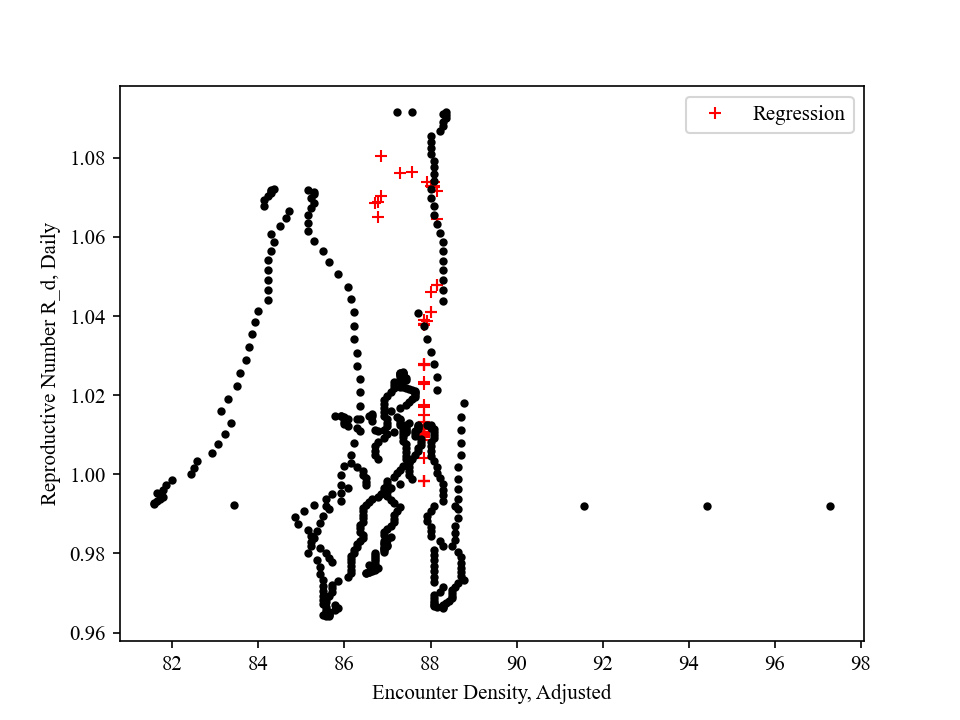 Regression
1.08
1.06
1.04
1.02
1.00
0.98
0.96
Reproductive Number R_d, Daily
82 84 86 88 90 92 94 96 98
Encounter Density, Adjusted